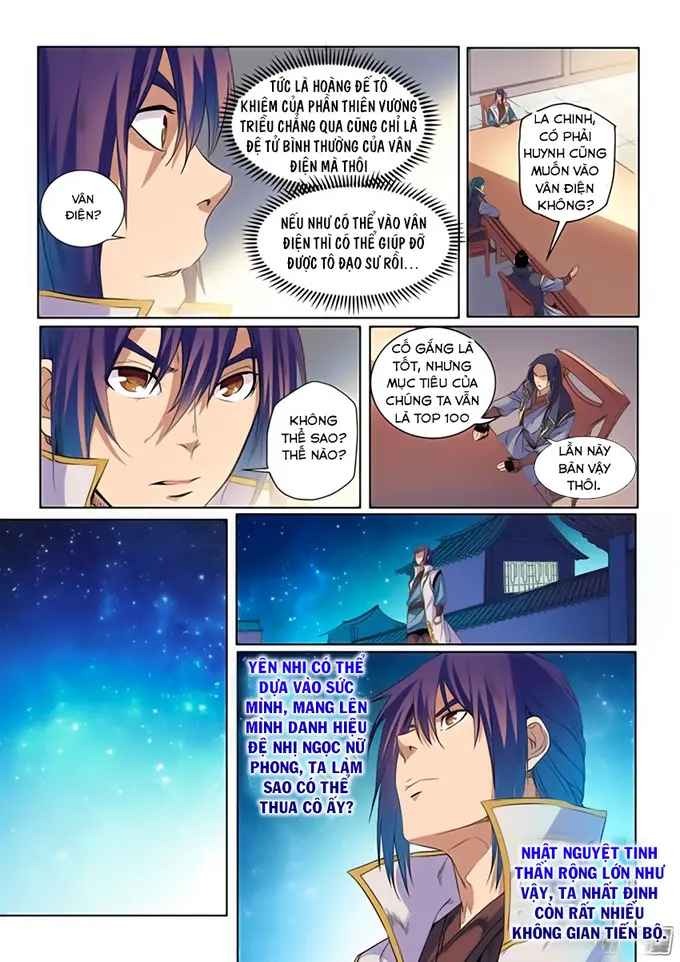 VÂN
ĐIỆN?
TỨC LÀ HOÀNG ĐẾ TÔ
KHIÊM CỦA PHẦN THIÊN VƯƠNG
TRIỀU CHẲNG QUA CŨNG CHỈ LÀ
ĐỆ TỬ BÌNH THƯỜNG CỦA VÂN
ĐIỆN MÀ THÔI
NẾU NHƯ CÓ THỂ VÀO VÂN
ĐIỆN THÌ CÓ THỂ GIÚP ĐỠ
ĐƯỢC TÔ ĐẠO SƯ RỒI...
LA CHINH,
CÓ PHẢI
HUYNH CŨNG
MUỐN VÀO
VÂN ĐIỆN
KHÔNG?
KHÔNG
THỂ SAO?
THẾ NÀO?
CỐ GẮNG LÀ
TỐT, NHƯNG
MỤC TIÊU CỦA
CHÚNG TA VẪN
LÀ TOP 100
LẦN NÀY
BÀN VẬY
THÔI.
YÊN NHI CÓ THỂ
DỰA VÀO SỨC
MÌNH, MANG LÊN
MÌNH DANH HIỆU
ĐỆ NHỊ NGỌC NỮ
PHONG, TA LÀM
SAO CÓ THỂ
THUA CÔ ẤY?
NHẬT NGUYỆT TINH
THẦN RỘNG LỚN NHƯ
VẬY, TA NHẤT ĐỊNH
CÒN RẤT NHIỀU
KHÔNG GIAN TIẾN BỘ.